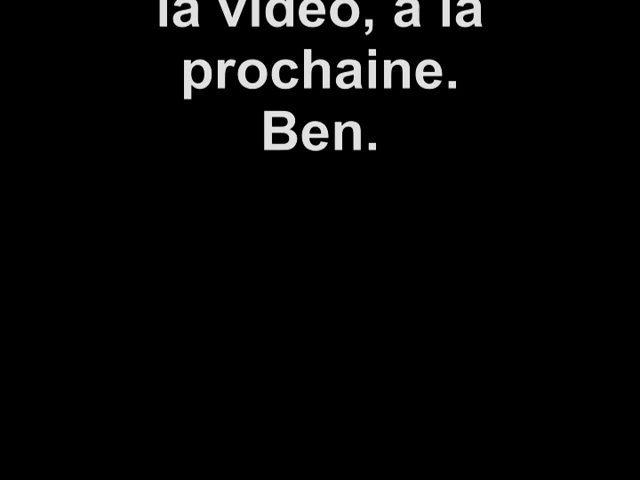 la vidéo, à la
prochaine.
Ben.